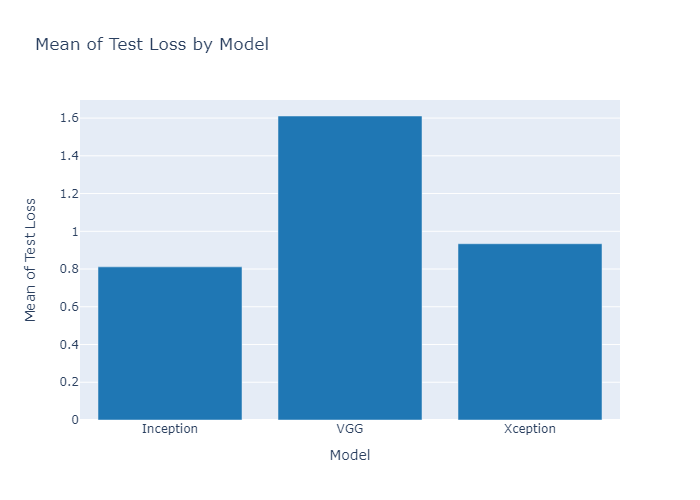 Mean of Test Loss by Model
Mean of Test Loss
1.6
1.4
1.2
1
0.8
0.6
0.4
0.2
0
Inception VGG Xception
Model